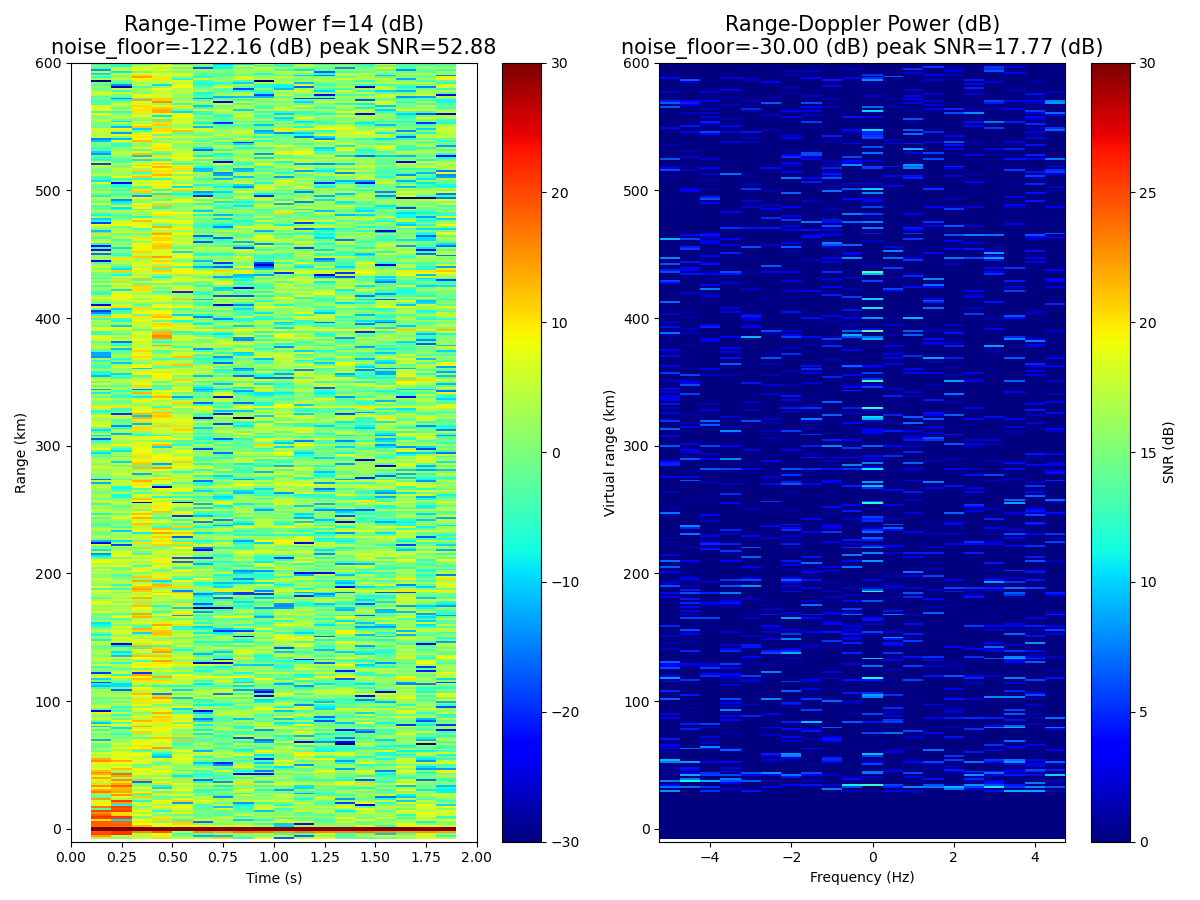 Range-Time Power f=14 (dB)
noise_floor=-122.16 (dB) peak SNR=52.88
Range (km)
600
500
400
300
200
100
0
0.00 0.25 0.50 0.75 1.00 1.25 1.50 1.75 2.00
Time (s)
30
20
10
0
−10
−20
−30
Range-Doppler Power (dB)
noise_floor=-30.00 (dB) peak SNR=17.77 (dB)
Virtual range (km)
600
500
400
300
200
100
0
−4 −2 0 2 4
Frequency (Hz)
30
25
20
15
10
5
0
SNR (dB)